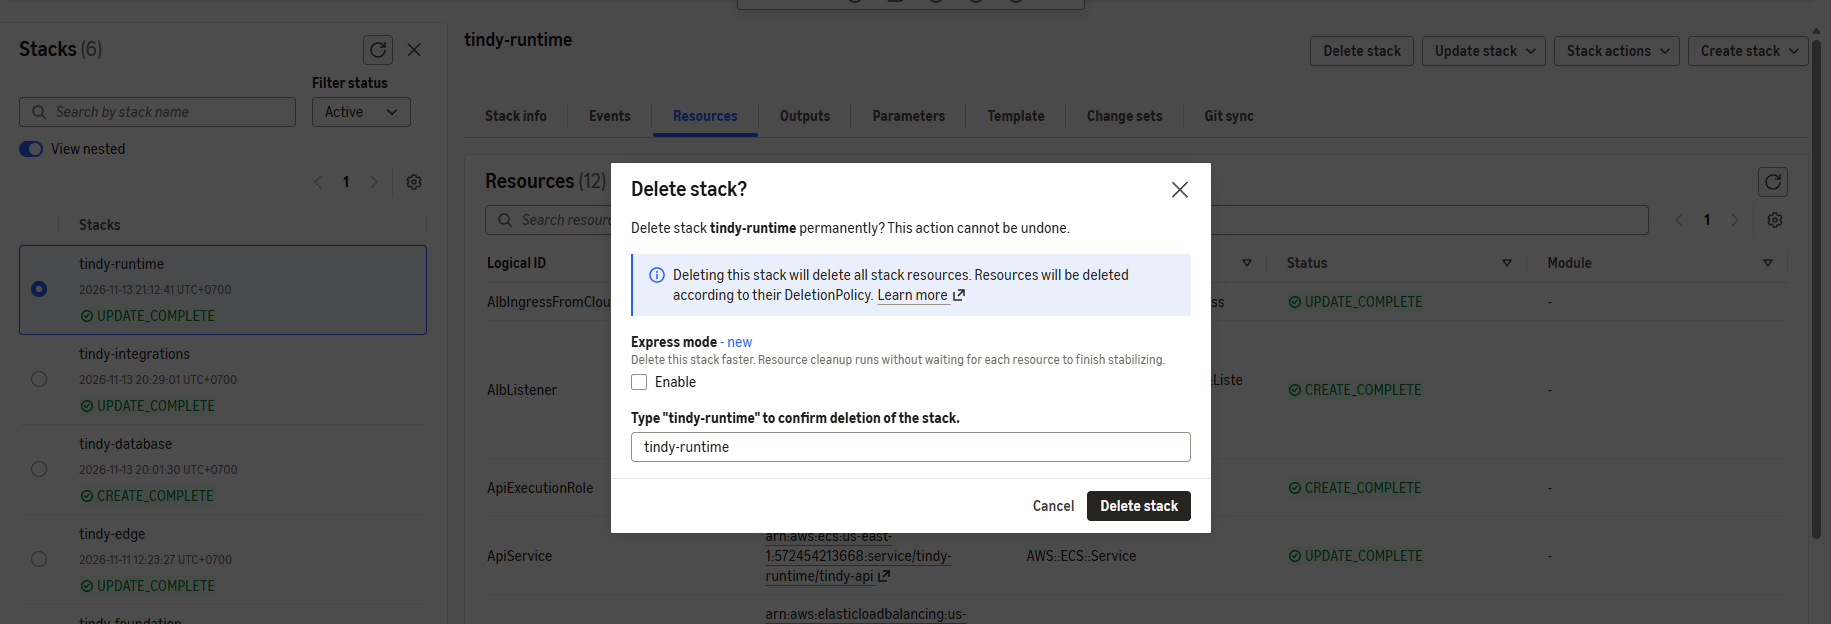 Stacks (6)
Filter status
Search by stack name
Active
View nested
1
Stacks
tindy-runtime
2026-11-13 21:12:41 UTC+0700
UPDATE_COMPLETE
tindy-integrations
2026-11-13 20:29:01 UTC+0700
UPDATE_COMPLETE
tindy-database
2026-11-13 20:01:30 UTC+0700
CREATE_COMPLETE
tindy-edge
2026-11-11 12:23:27 UTC+0700
UPDATE_COMPLETE
tindy-foundation
tindy-runtime
Delete stack
Update stack
Stack actions
Create stack
Stack info
Events
Resources
Outputs
Parameters
Template
Change sets
Git sync
Resources (12)
Search resour
1
Logical ID
Status
Module
AlbIngressFromClou
ss
UPDATE_COMPLETE
-
AlbListener
:Liste
CREATE_COMPLETE
-
ApiExecutionRole
CREATE_COMPLETE
-
ApiService
arn:aws:ecs:us-east-
1:572454213668:service/tindy-
runtime/tindy-api
AWS::ECS::Service
UPDATE_COMPLETE
-
arn:aws:elasticloadbalancing:us-
Delete stack?
Delete stack tindy-runtime permanently? This action cannot be undone.
Deleting this stack will delete all stack resources. Resources will be deleted
according to their DeletionPolicy. Learn more
Express mode - new
Delete this stack faster. Resource cleanup runs without waiting for each resource to finish stabilizing.
Enable
Type "tindy-runtime" to confirm deletion of the stack.
tindy-runtime
Cancel
Delete stack